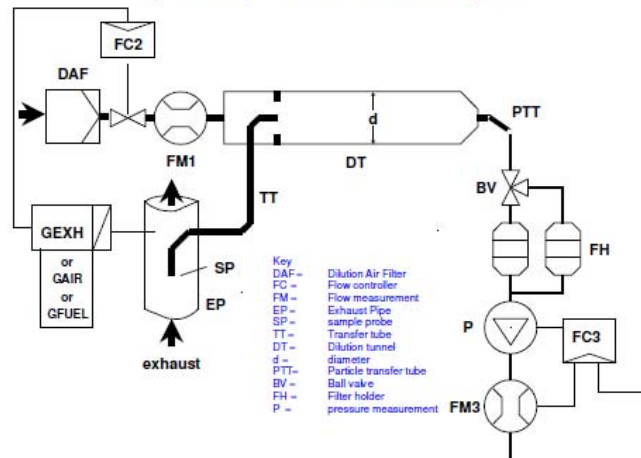 FC2
DAF
d
PTT
FM1
DT
TT
BV
GEXH
FH
or
GAIR
or
GFUEL
SP
EP
exhaust
Key
DAF – Dilution Air Filter
FC – Flow controller
FM – Flow measurement
EP – Exhaust Pipe
SP – sample probe
TT – Transfer tube
DT – Dilution tunnel
d – diameter
PTT– Particle transfer tube
BV – Ball valve
FH – Filter holder
P – pressure measurement
P
FC3
FM3